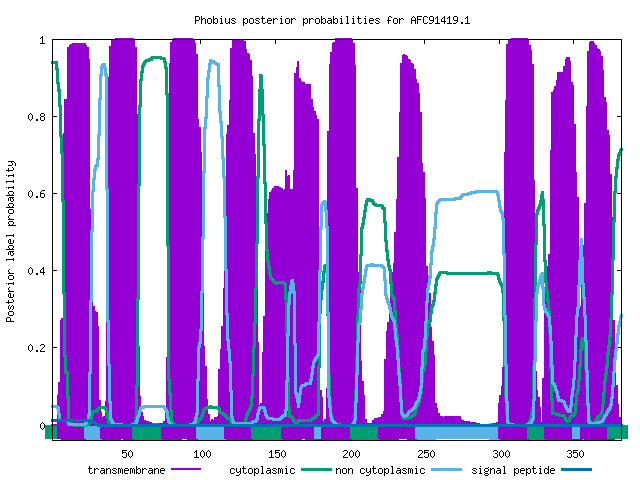 Phobius posterior probabilities for AFC91419.1
1
0.8
0.6
0.4
0.2
0
Posterior label probability
50 100 150 200 250 300 350
transmembrane cytoplasmic non cytoplasmic signal peptide